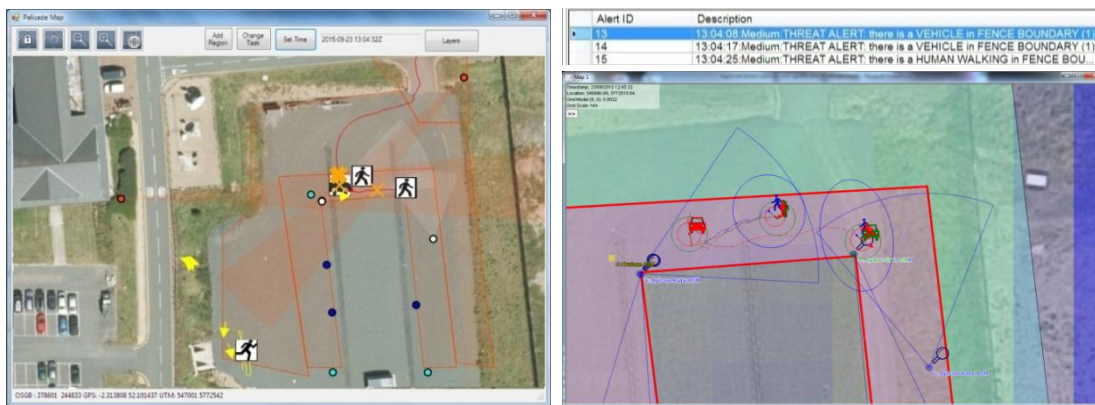 Palisade Map
Add Region
Change Task
Set Time
2015-09-23 13:04:32Z
Layers
OSGB : 378601 244833 GPS: -2.313808 52.101437 UTM: 547001 5772542
Alert ID Description
13 13:04:08:Medium:THREAT ALERT: there is a VEHICLE in FENCE BOUNDARY (1)
14 13:04:17:Medium:THREAT ALERT: there is a VEHICLE in FENCE BOUNDARY (1)
15 13:04:25:Medium:THREAT ALERT: there is a HUMAN WALKING in FENCE BOU...
Map 1
Grid Scale: N/A
>>